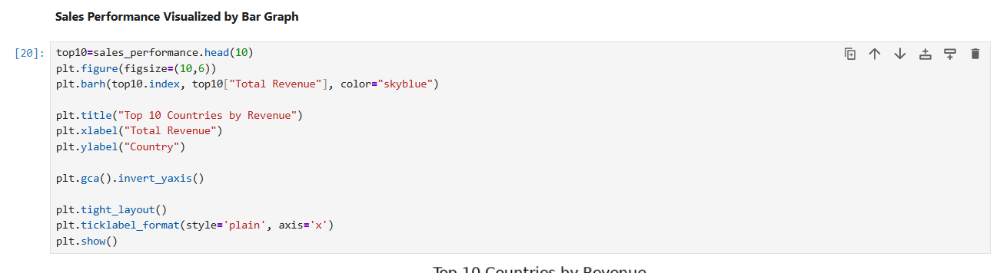 Sales Performance Visualized by Bar Graph
[20]:
top10=sales_performance.head(10)
plt.figure(figsize=(10,6))
plt.barh(top10.index, top10["Total Revenue"], color="skyblue")
plt.title("Top 10 Countries by Revenue")
plt.xlabel("Total Revenue")
plt.ylabel("Country")
plt.gca().invert_yaxis()
plt.tight_layout()
plt.ticklabel_format(style='plain', axis='x')
plt.show()
Top 10 Countries by Revenue